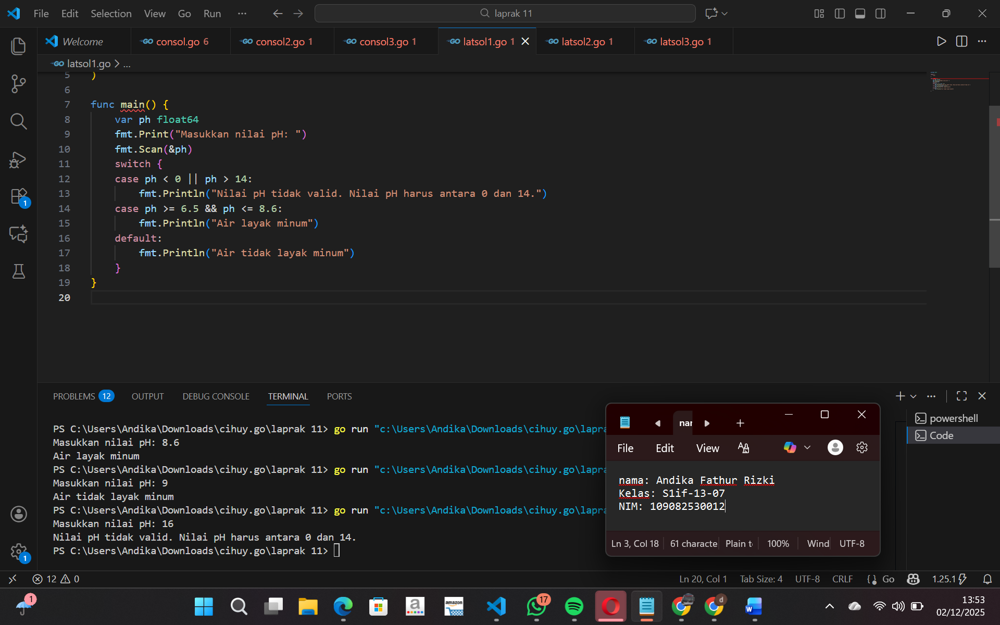 File Edit Selection View Go Run ··· laprak 11
Welcome consol.go 6 consol2.go 1 consol3.go 1 latsol1.go 1 latsol2.go 1 latsol3.go 1
latsol1.go > ...
5 )
6
7 func main() {
8 var ph float64
9 fmt.Print("Masukkan nilai pH: ")
10 fmt.Scan(&ph)
11 switch {
12 case ph < 0 || ph > 14:
13 fmt.Println("Nilai pH tidak valid. Nilai pH harus antara 0 dan 14.")
14 case ph >= 6.5 && ph <= 8.6:
15 fmt.Println("Air layak minum")
16 default:
17 fmt.Println("Air tidak layak minum")
18 }
19 }
20
PROBLEMS 12 OUTPUT DEBUG CONSOLE TERMINAL PORTS
PS C:\Users\Andika\Downloads\cihuy.go\laprak 11> go run "c:\Users\Andika\Downloads\cihuy.go\lapra
Masukkan nilai pH: 8.6
Air layak minum
PS C:\Users\Andika\Downloads\cihuy.go\laprak 11> go run "c:\Users\Andika\Downloads\cihuy.go\lapra
Masukkan nilai pH: 9
Air tidak layak minum
PS C:\Users\Andika\Downloads\cihuy.go\laprak 11> go run "c:\Users\Andika\Downloads\cihuy.go\lapra
Masukkan nilai pH: 16
Nilai pH tidak valid. Nilai pH harus antara 0 dan 14.
PS C:\Users\Andika\Downloads\cihuy.go\laprak 11>
powershell
Code
nar
File Edit View
nama: Andika Fathur Rizki
Kelas: S1if-13-07
NIM: 109082530012
Ln 3, Col 18 61 characte Plain t 100% Wind UTF-8
1
1
12 0 Ln 20, Col 1 Tab Size: 4 UTF-8 CRLF {} Go 1.25.1
1 a amazon 17 d W 13:53
02/12/2025